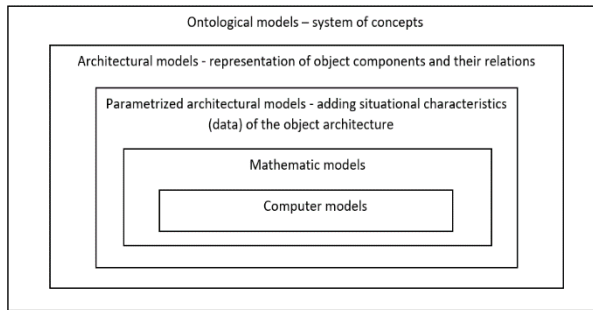 Ontological models – system of concepts
Architectural models - representation of object components and their relations
Parametrized architectural models - adding situational characteristics
(data) of the object architecture
Mathematic models
Computer models